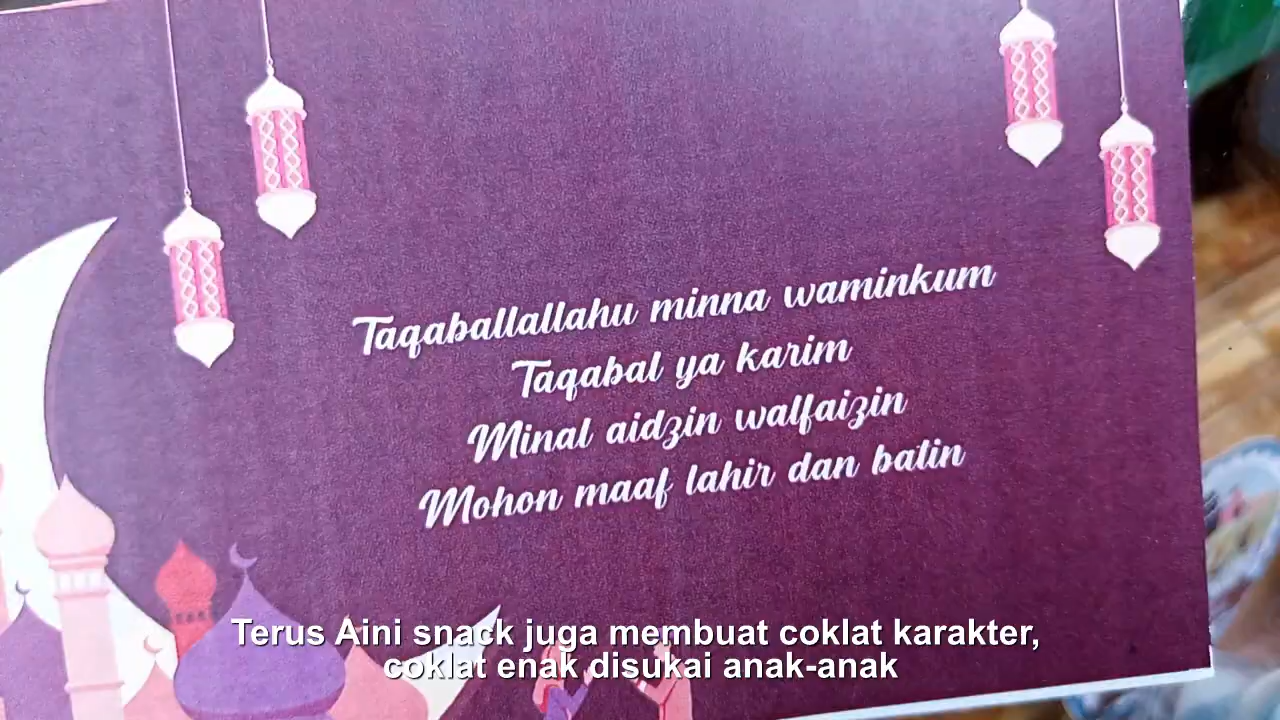 Taqaballallahu minna waminkum
Taqabal ya karim
Minal aidzin walfaizin
Mohon maaf lahir dan batin
Terus Aini snack juga membuat coklat karakter,
coklat enak disukai anak-anak